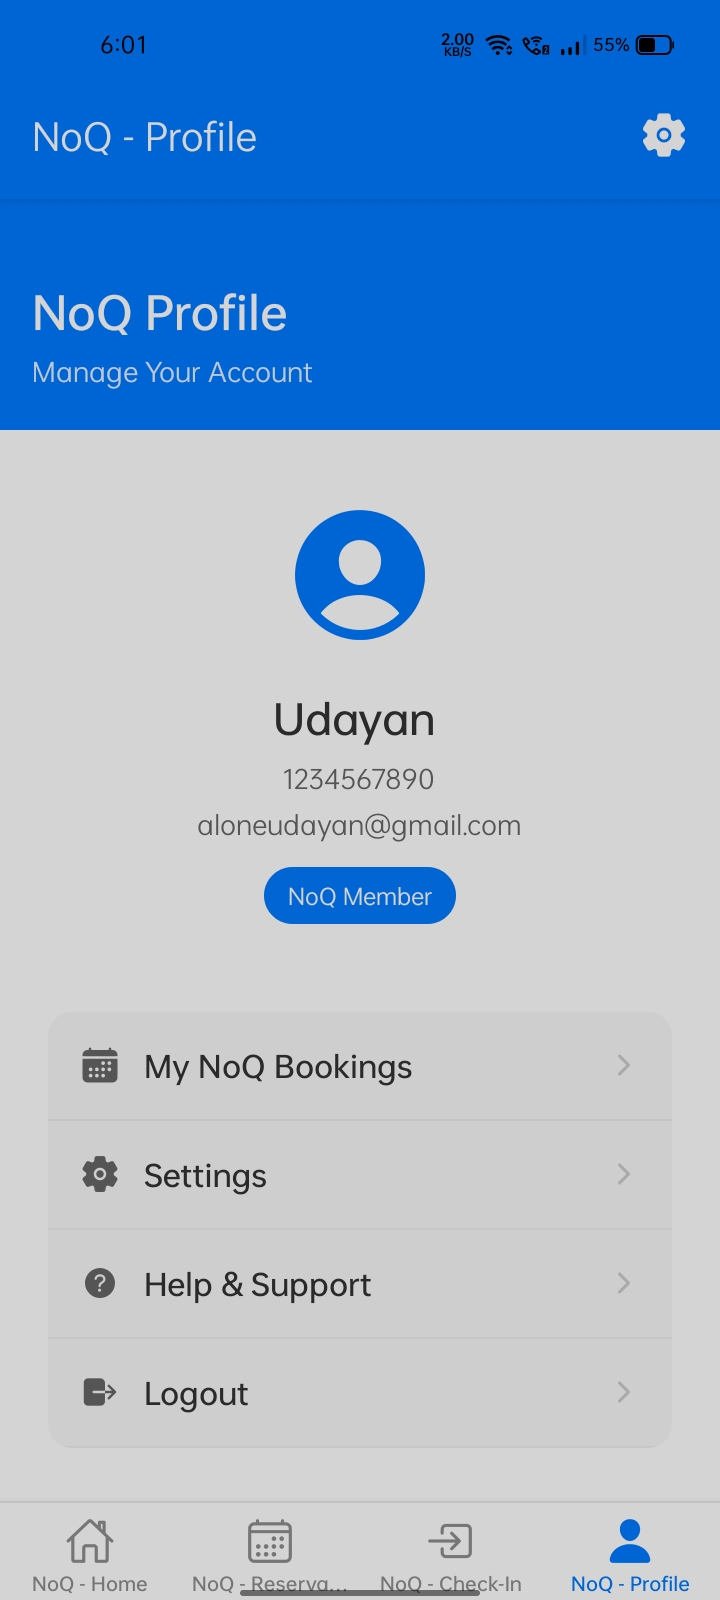 6:01
2.00
KB/S
2
55%
NoQ - Profile
NoQ Profile
Manage Your Account
Udayan
1234567890
aloneudayan@gmail.com
NoQ Member
My NoQ Bookings
Settings
Help & Support
Logout
NoQ - Home
NoQ - Reserva...
NoQ - Check-In
NoQ - Profile